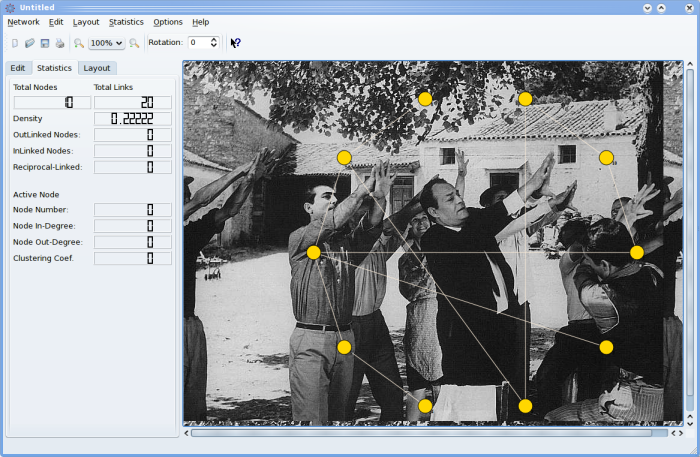 Untitled
Network Edit Layout Statistics Options Help
100% Rotation: 0
Edit Statistics Layout
Total Nodes Total Links
10 20
Density 0.22222
OutLinked Nodes: 0
InLinked Nodes: 0
Reciprocal-Linked: 0
Active Node
Node Number: 0
Node In-Degree: 0
Node Out-Degree: 0
Clustering Coef. 0